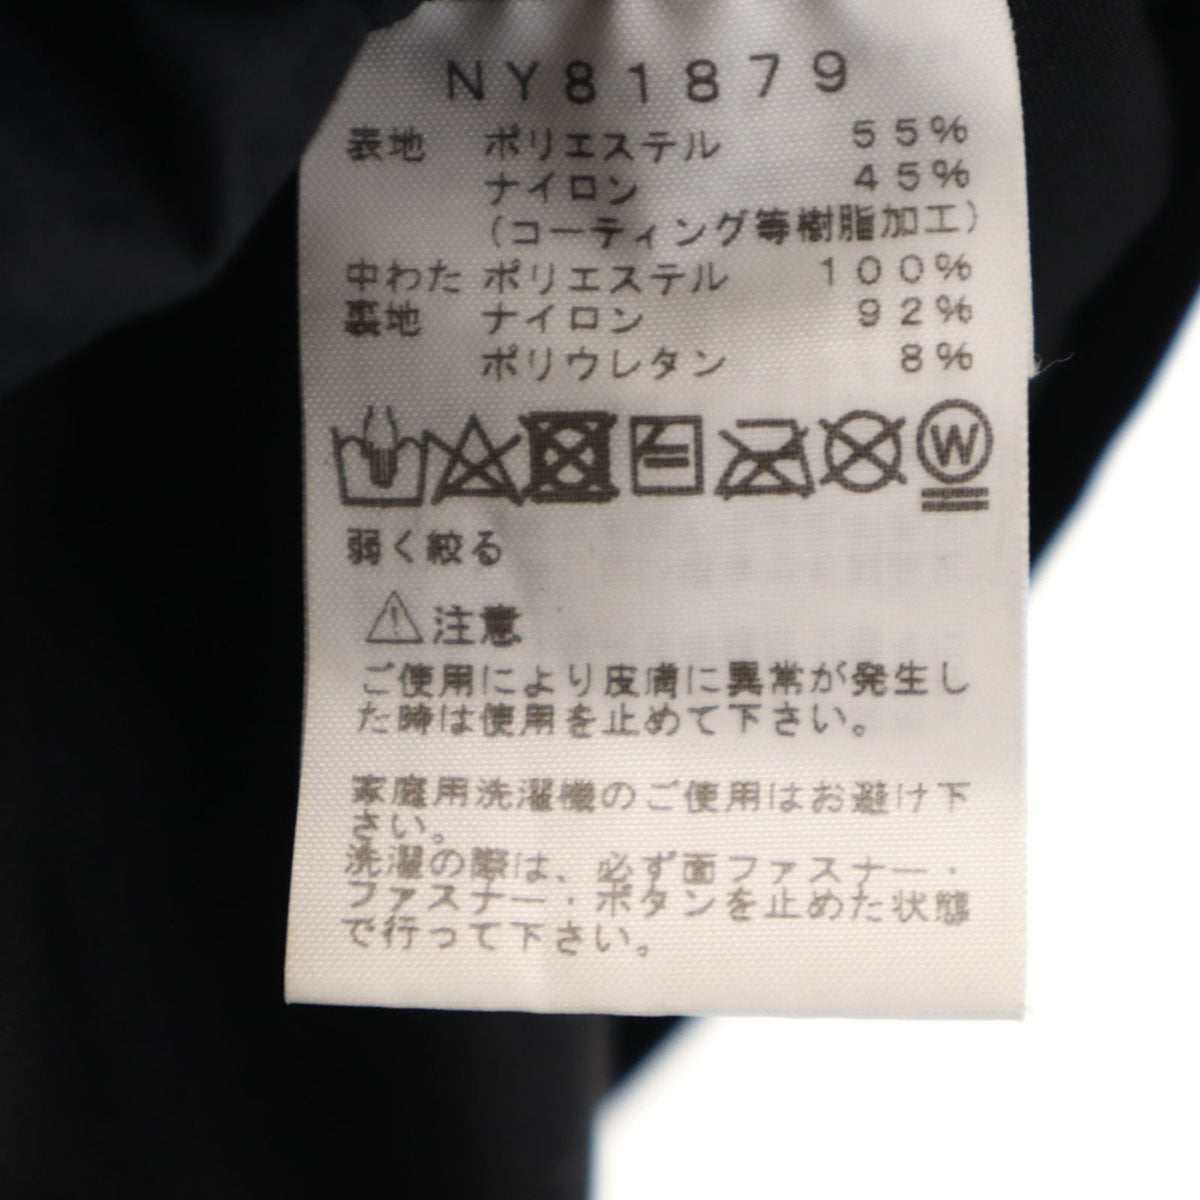 NY81879
表地 ポリエステル 55%
ナイロン 45%
(コーティング等樹脂加工)
中わた ポリエステル 100%
裏地 ナイロン 92%
ポリウレタン 8%
W
弱く絞る
注意
ご使用により皮膚に異常が発生し
た時は使用を止めて下さい。
家庭用洗濯機のご使用はお避け下
さい。
洗濯の際は、必ず面ファスナー・
ファスナー・ボタンを止めた状態
で行って下さい。